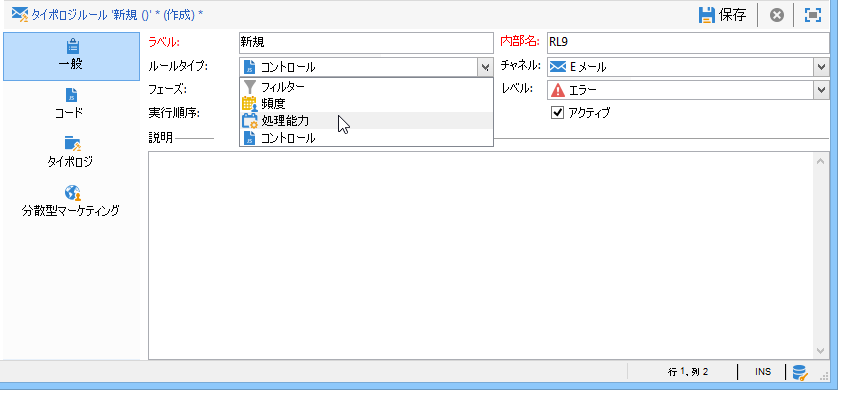 タイポロジルール '新規 ()' * (作成) *
保存
一般
コード
タイポロジ
分散型マーケティング
ラベル:
新規
内部名:
RL9
ルールタイプ:
コントロール
チャネル:
Eメール
フェーズ:
フィルター
頻度
処理能力
コントロール
レベル:
エラー
実行順序:
アクティブ
説明
行 1, 列 2
INS